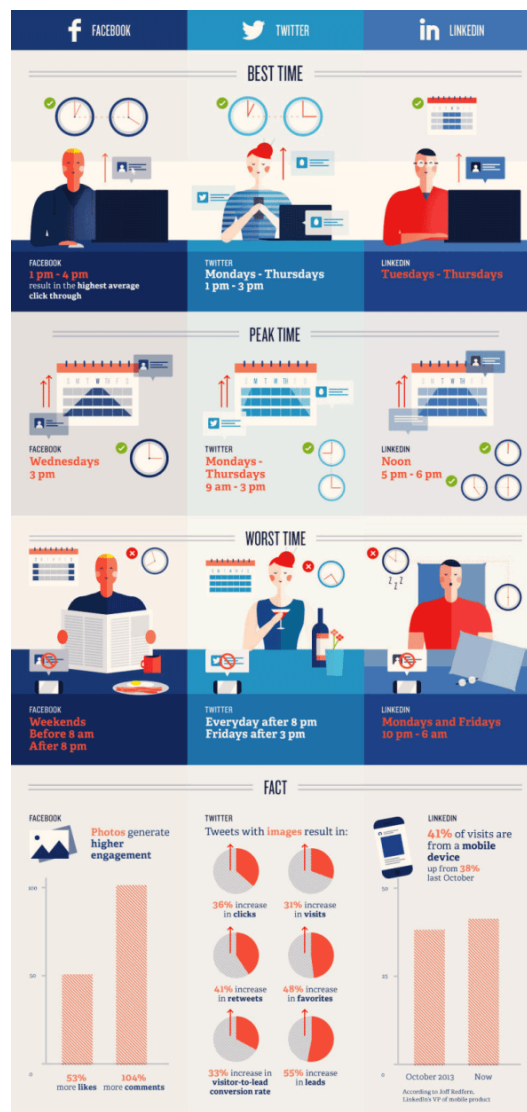 FACEBOOK
TWITTER
LINKEDIN
BEST TIME
FACEBOOK
1 pm - 4 pm
result in the highest average
click through
TWITTER
Mondays - Thursdays
1 pm - 3 pm
LINKEDIN
Tuesdays - Thursdays
PEAK TIME
FACEBOOK
Wednesdays
3 pm
TWITTER
Mondays -
Thursdays
9 am - 3 pm
LINKEDIN
Noon
5 pm - 6 pm
WORST TIME
Z Z Z
FACEBOOK
Weekends
Before 8 am
After 8 pm
TWITTER
Everyday after 8 pm
Fridays after 3 pm
LINKEDIN
Mondays and Fridays
10 pm - 6 am
FACT
FACEBOOK
Photos generate
higher
engagement
100
50
0
53%
more likes
104%
more comments
TWITTER
Tweets with images result in:
36% increase
in clicks
31% increase
in visits
41% increase
in retweets
48% increase
in favorites
33% increase in
visitor-to-lead
conversion rate
55% increase
in leads
LINKEDIN
41% of visits are
from a mobile
device
up from 38%
last October
50
0
October 2013
Now
According to Joff Redfern,
LinkedIn's VP of mobile product